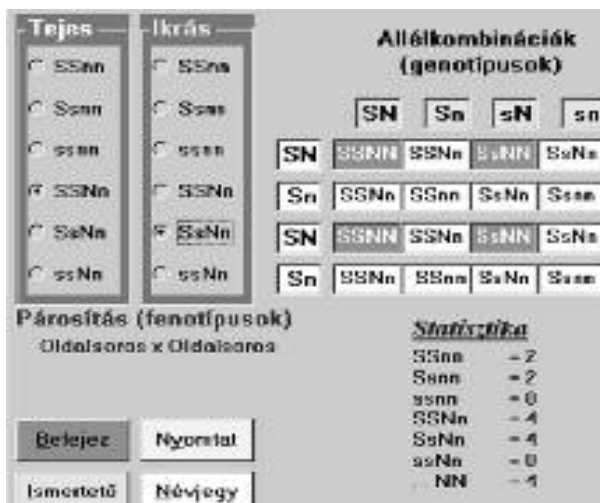 Tejes
SSnn
Ssnn
ssnn
SSNn
SsNn
ssNn
Ikrás
SSnn
Ssnn
ssnn
SSNn
SsNn
ssNn
Allélkombinációk
(genotípusok)
SN Sn sN sn
SN SSNN SSNn SsNN SsNn
Sn SSNn SSnn SsNn Ssnn
SN SSNN SSNn SsNN SsNn
Sn SSNn SSnn SsNn Ssnn
Párosítás (fenotípusok)
Oldalsoros x Oldalsoros
Statisztika
SSnn = 2
Ssnn = 2
ssnn = 0
SSNn = 4
SsNn = 4
ssNn = 0
..NN = 4
Befejez
Nyomtat
Ismertető
Névjegy